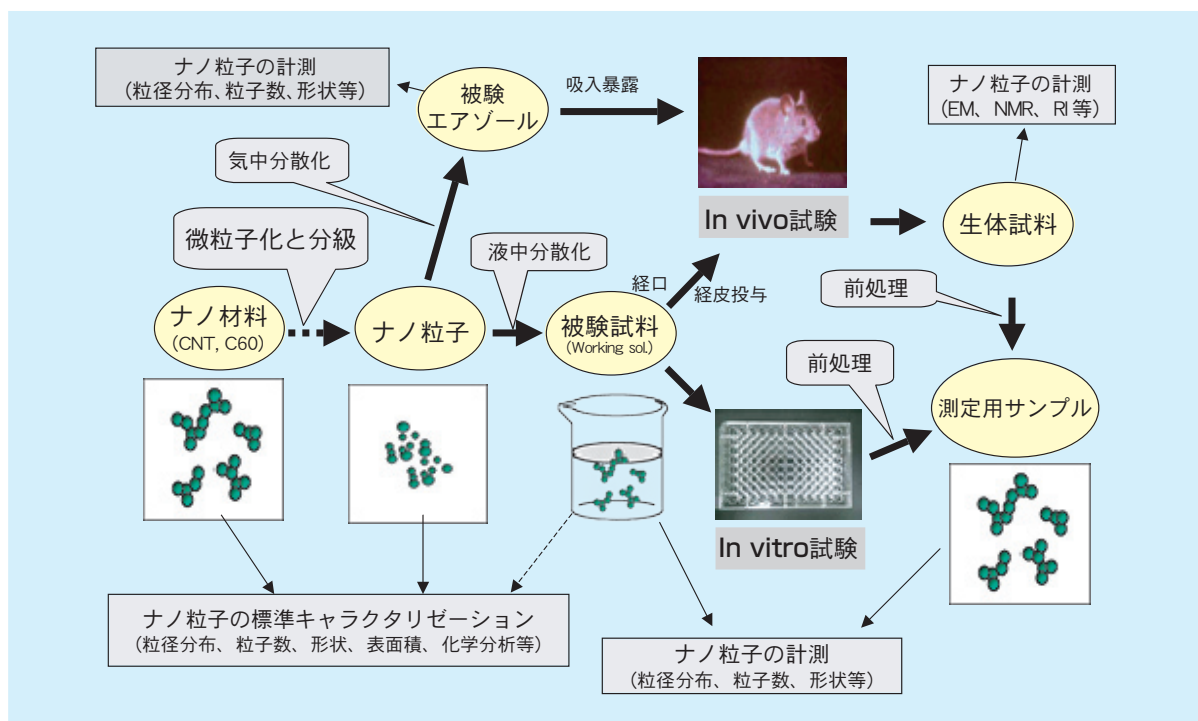 ナノ粒子の計測
(粒径分布、粒子数、形状等)
被験
エアゾール
吸入暴露
ナノ粒子の計測
(EM、NMR、RI等)
気中分散化
In vivo試験
生体試料
微粒子化と分級
液中分散化
経口
経皮投与
前処理
ナノ材料
(CNT, C60)
ナノ粒子
被験試料
(Working sol.)
前処理
測定用サンプル
In vitro試験
ナノ粒子の標準キャラクタリゼーション
(粒径分布、粒子数、形状、表面積、化学分析等)
ナノ粒子の計測
(粒径分布、粒子数、形状等)